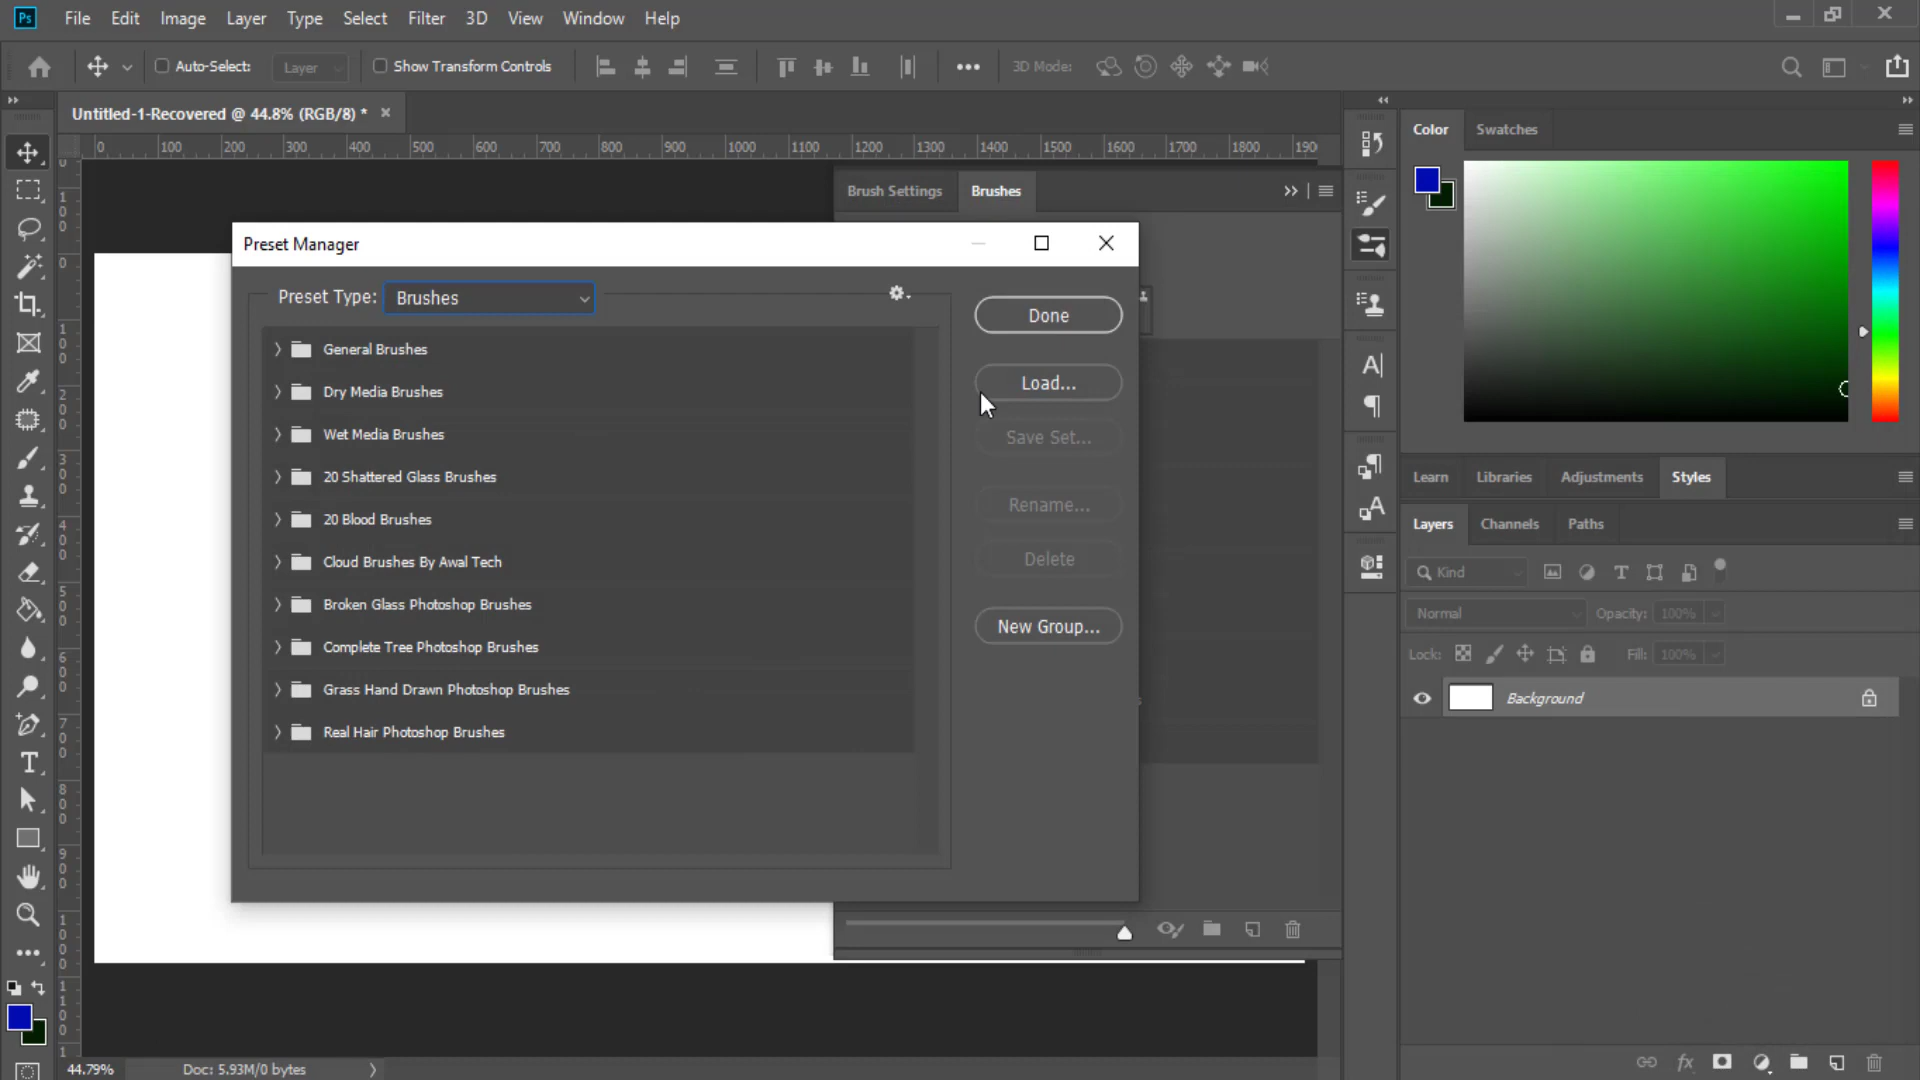 Ps File Edit Image Layer Type Select Filter 3D View Window Help
Auto-Select: Layer Show Transform Controls 3D Mode:
Untitled-1-Recovered @ 44.8% (RGB/8) *
0 100 200 300 400 500 600 700 800 900 1000 1100 1200 1300 1400 1500 1600 1700 1800 190
Brush Settings Brushes
Preset Manager
Preset Type: Brushes
General Brushes
Dry Media Brushes
Wet Media Brushes
20 Shattered Glass Brushes
20 Blood Brushes
Cloud Brushes By Awal Tech
Broken Glass Photoshop Brushes
Complete Tree Photoshop Brushes
Grass Hand Drawn Photoshop Brushes
Real Hair Photoshop Brushes
Done
Load...
Save Set...
Rename...
Delete
New Group...
Color Swatches
Learn Libraries Adjustments Styles
Layers Channels Paths
Kind
Normal Opacity: 100%
Lock: Fill: 100%
Background
fx
44.79% Doc: 5.93M/0 bytes